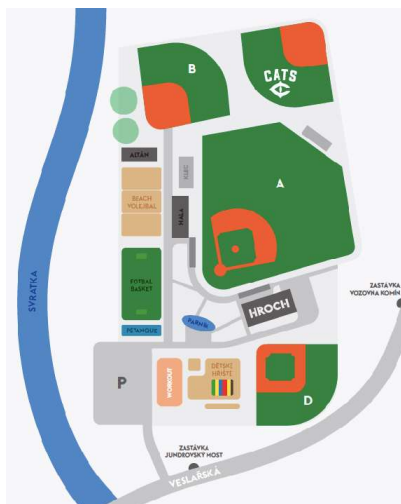 B
CATS
C
ALTÁN
KLEC
BEACH
VOLEJBAL
A
HALA
SVRATKA
FOTBAL
BASKET
ZASTÁVKA
VOZOVNA KOMÍN
HROCH
PETANQUE
P
WORKOUT
DĚTSKÉ
HŘIŠTĚ
D
ZASTÁVKA
JUNDROVSKÝ MOST
VESLAŘSKÁ